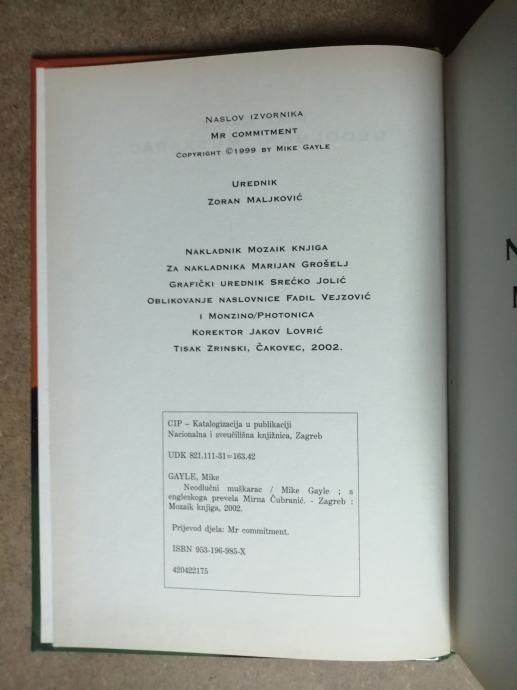 NASLOV IZVORNIKA
MR COMMITMENT
COPYRIGHT ©1999 BY MIKE GAYLE
UREDNIK
ZORAN MALJKOVIĆ
NAKLADNIK MOZAIK KNJIGA
ZA NAKLADNIKA MARIJAN GROŠELJ
GRAFIČKI UREDNIK SREĆKO JOLIĆ
OBLIKOVANJE NASLOVNICE FADIL VEJZOVIĆ
I MONZINO/PHOTONICA
KOREKTOR JAKOV LOVRIĆ
TISAK ZRINSKI, ČAKOVEC, 2002.
CIP – Katalogizacija u publikaciji
Nacionalna i sveučilišna knjižnica, Zagreb
UDK 821.111-31=163.42
GAYLE, Mike
Neodlučni muškarac / Mike Gayle ; s
engleskoga prevela Mirna Čubranić. - Zagreb :
Mozaik knjiga, 2002.
Prijevod djela: Mr commitment.
ISBN 953-196-985-X
420422175